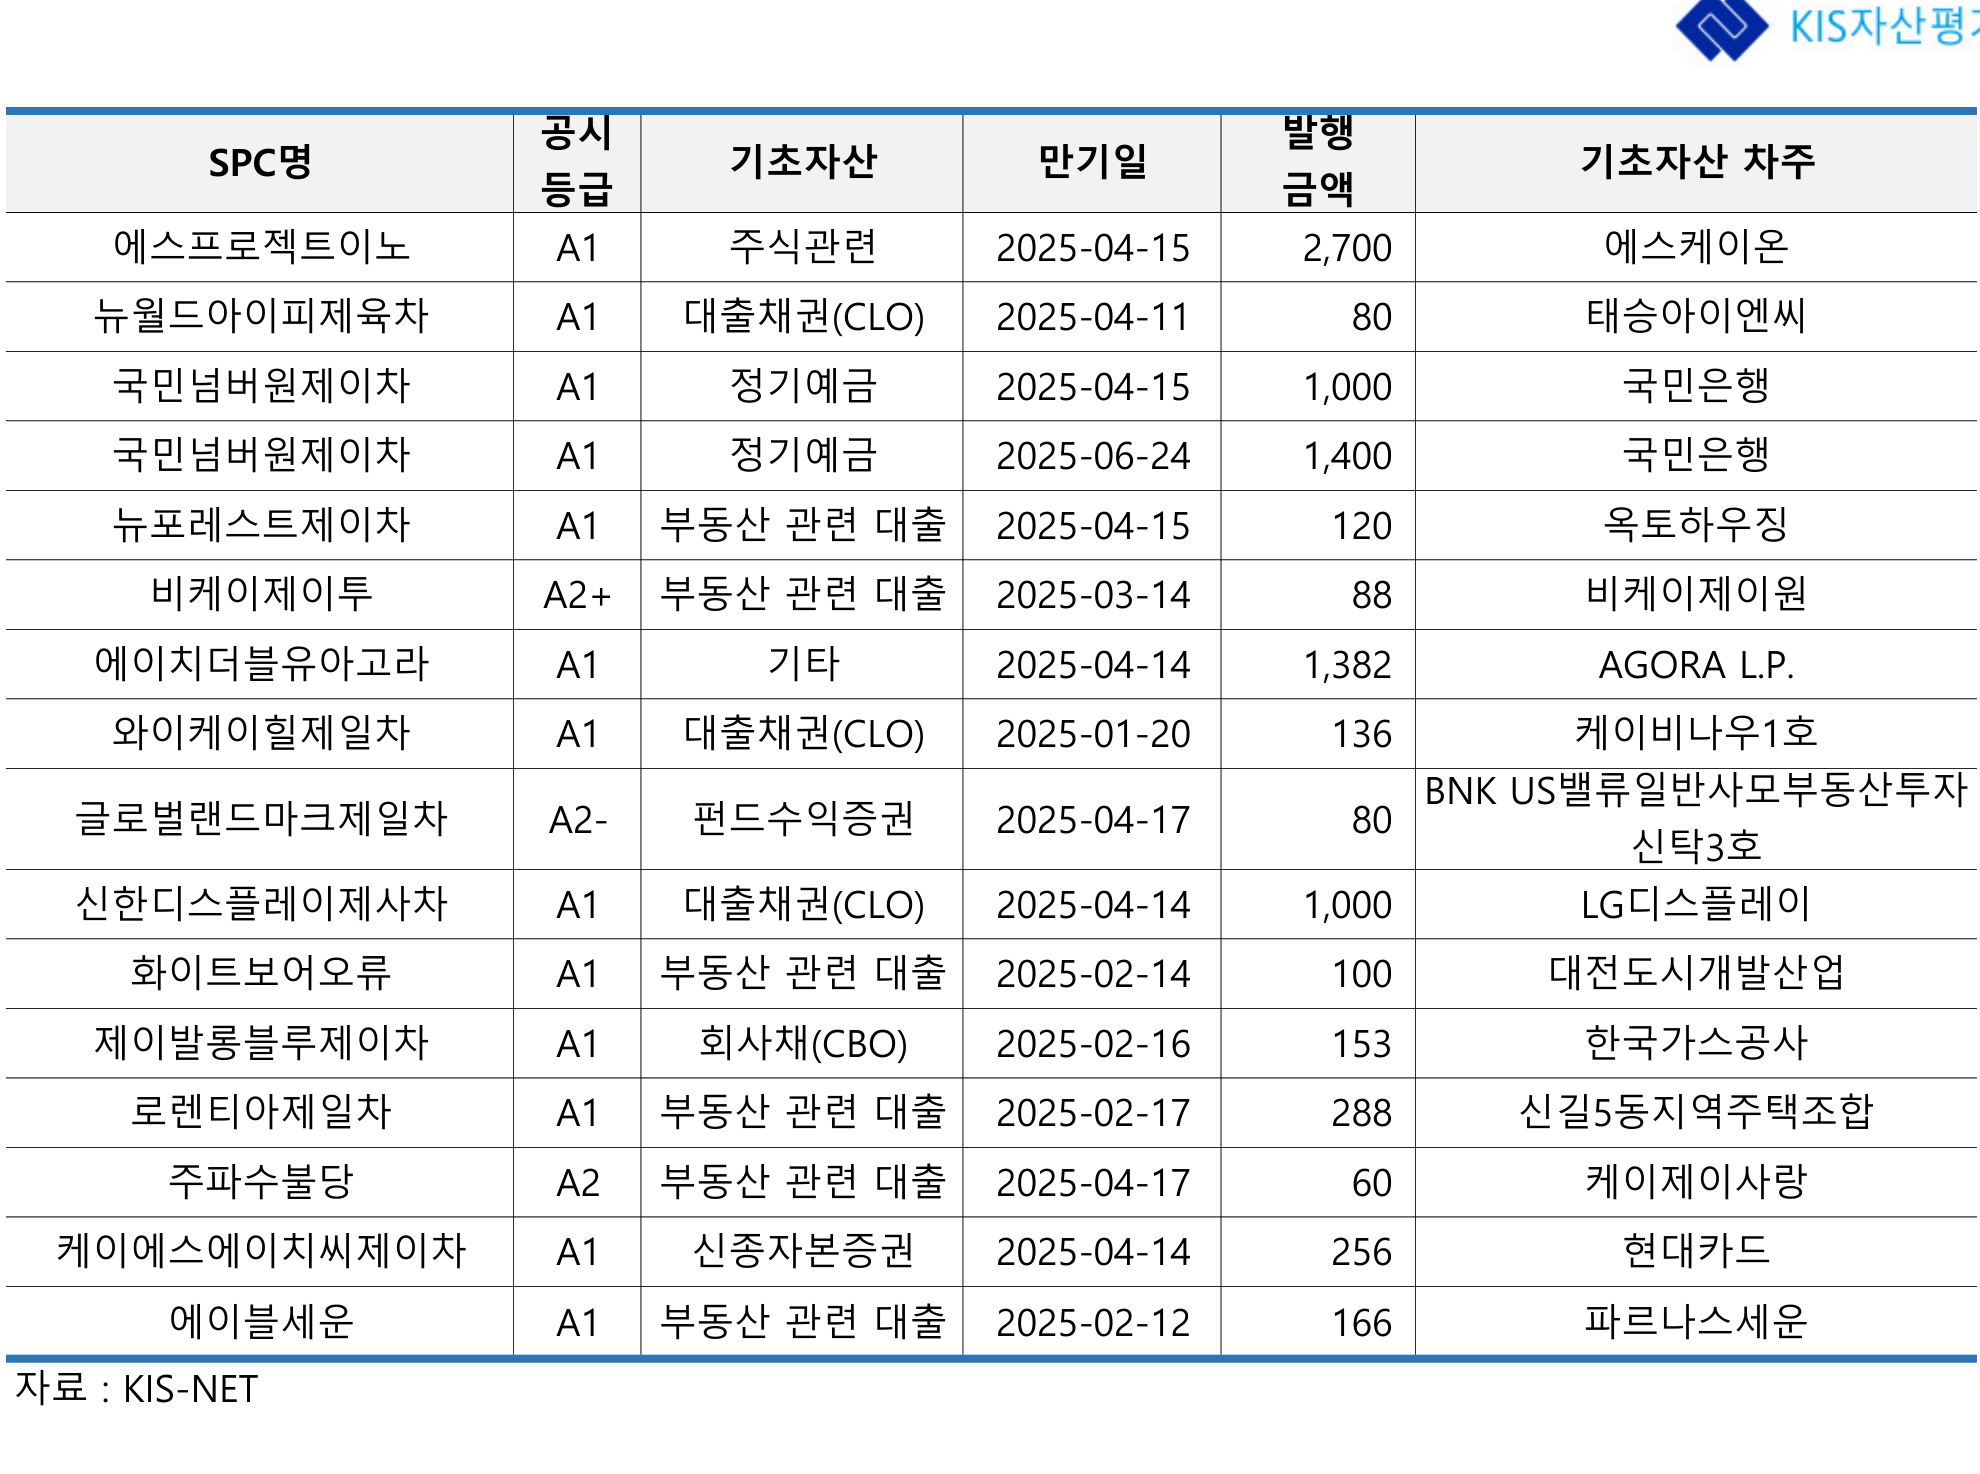 KIS자산평가
SPC명 공시 등급 기초자산 만기일 발행 금액 기초자산 차주
에스프로젝트이노 A1 주식관련 2025-04-15 2,700 에스케이온
뉴월드아이피제육차 A1 대출채권(CLO) 2025-04-11 80 태승아이엔씨
국민넘버원제이차 A1 정기예금 2025-04-15 1,000 국민은행
국민넘버원제이차 A1 정기예금 2025-06-24 1,400 국민은행
뉴포레스트제이차 A1 부동산 관련 대출 2025-04-15 120 옥토하우징
비케이제이투 A2+ 부동산 관련 대출 2025-03-14 88 비케이제이원
에이치더블유아고라 A1 기타 2025-04-14 1,382 AGORA L.P.
와이케이힐제일차 A1 대출채권(CLO) 2025-01-20 136 케이비나우1호
글로벌랜드마크제일차 A2- 펀드수익증권 2025-04-17 80 BNK US밸류일반사모부동산투자
신탁3호
신한디스플레이제사차 A1 대출채권(CLO) 2025-04-14 1,000 LG디스플레이
화이트보어오류 A1 부동산 관련 대출 2025-02-14 100 대전도시개발산업
제이발롱블루제이차 A1 회사채(CBO) 2025-02-16 153 한국가스공사
로렌티아제일차 A1 부동산 관련 대출 2025-02-17 288 신길5동지역주택조합
주파수불당 A2 부동산 관련 대출 2025-04-17 60 케이제이사랑
케이에스에이치씨제이차 A1 신종자본증권 2025-04-14 256 현대카드
에이블세운 A1 부동산 관련 대출 2025-02-12 166 파르나스세운
자료 : KIS-NET